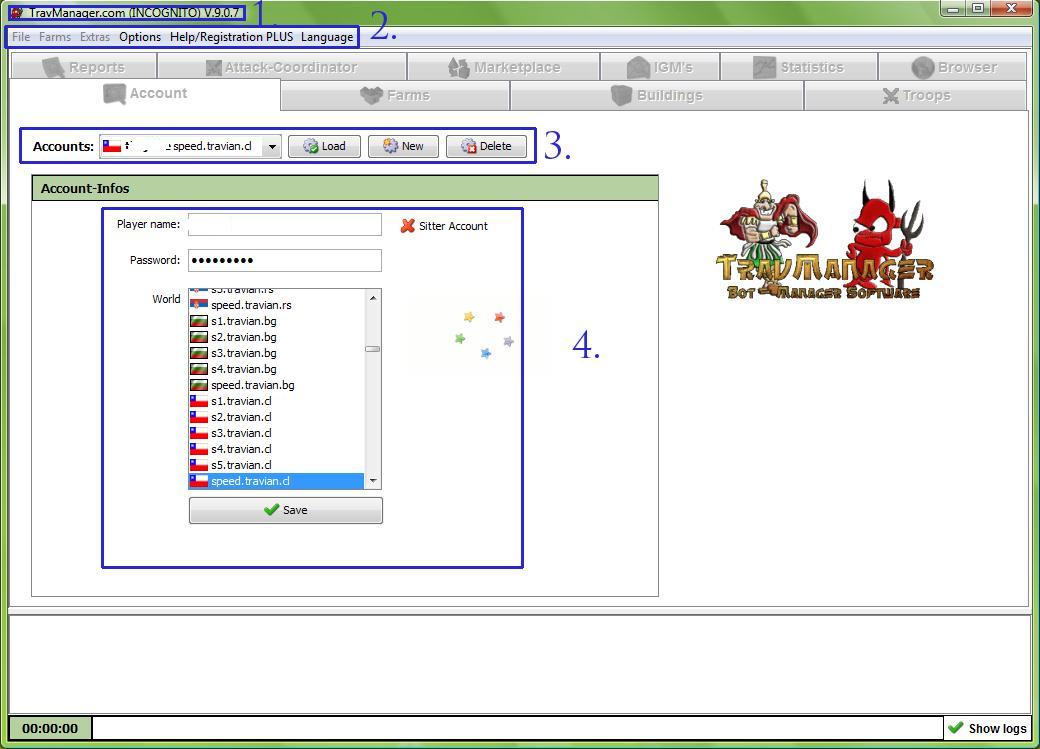 TravManager.com (INCOGNITO) V.9.0.7
1.
File Farms Extras Options Help/Registration PLUS Language
2.
Reports Attack-Coordinator Marketplace IGM's Statistics Browser
Account Farms Buildings Troops
Accounts: speed.travian.cl Load New Delete
3.
Account-Infos
Player name: Sitter Account
Password: •••••••••
World
s3.travian.rs
speed.travian.rs
s1.travian.bg
s2.travian.bg
s3.travian.bg
s4.travian.bg
speed.travian.bg
s1.travian.cl
s2.travian.cl
s3.travian.cl
s4.travian.cl
s5.travian.cl
speed.travian.cl
Save
4.
TRAVMANAGER
BOT - MANAGER SOFTWARE
00:00:00 Show logs